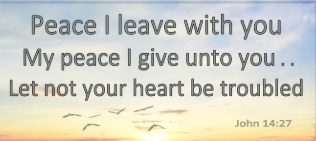 Peace I leave with you
My peace I give unto you . .
Let not your heart be troubled
John 14:27